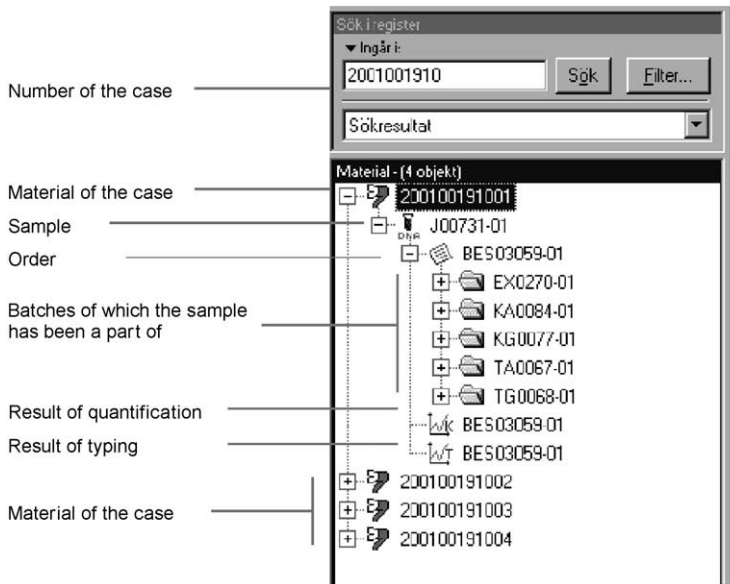 Sök i register
Ingår i:
Number of the case
2001001910
Sök
Filter...
Sökresultat
Material - (4 objekt)
Material of the case
200100191001
Sample
DNA
J00731-01
Order
BES03059-01
Batches of which the sample
has been a part of
EX0270-01
KA0084-01
KG0077-01
TA0067-01
TG0068-01
Result of quantification
K
BES03059-01
Result of typing
T
BES03059-01
Material of the case
200100191002
200100191003
200100191004